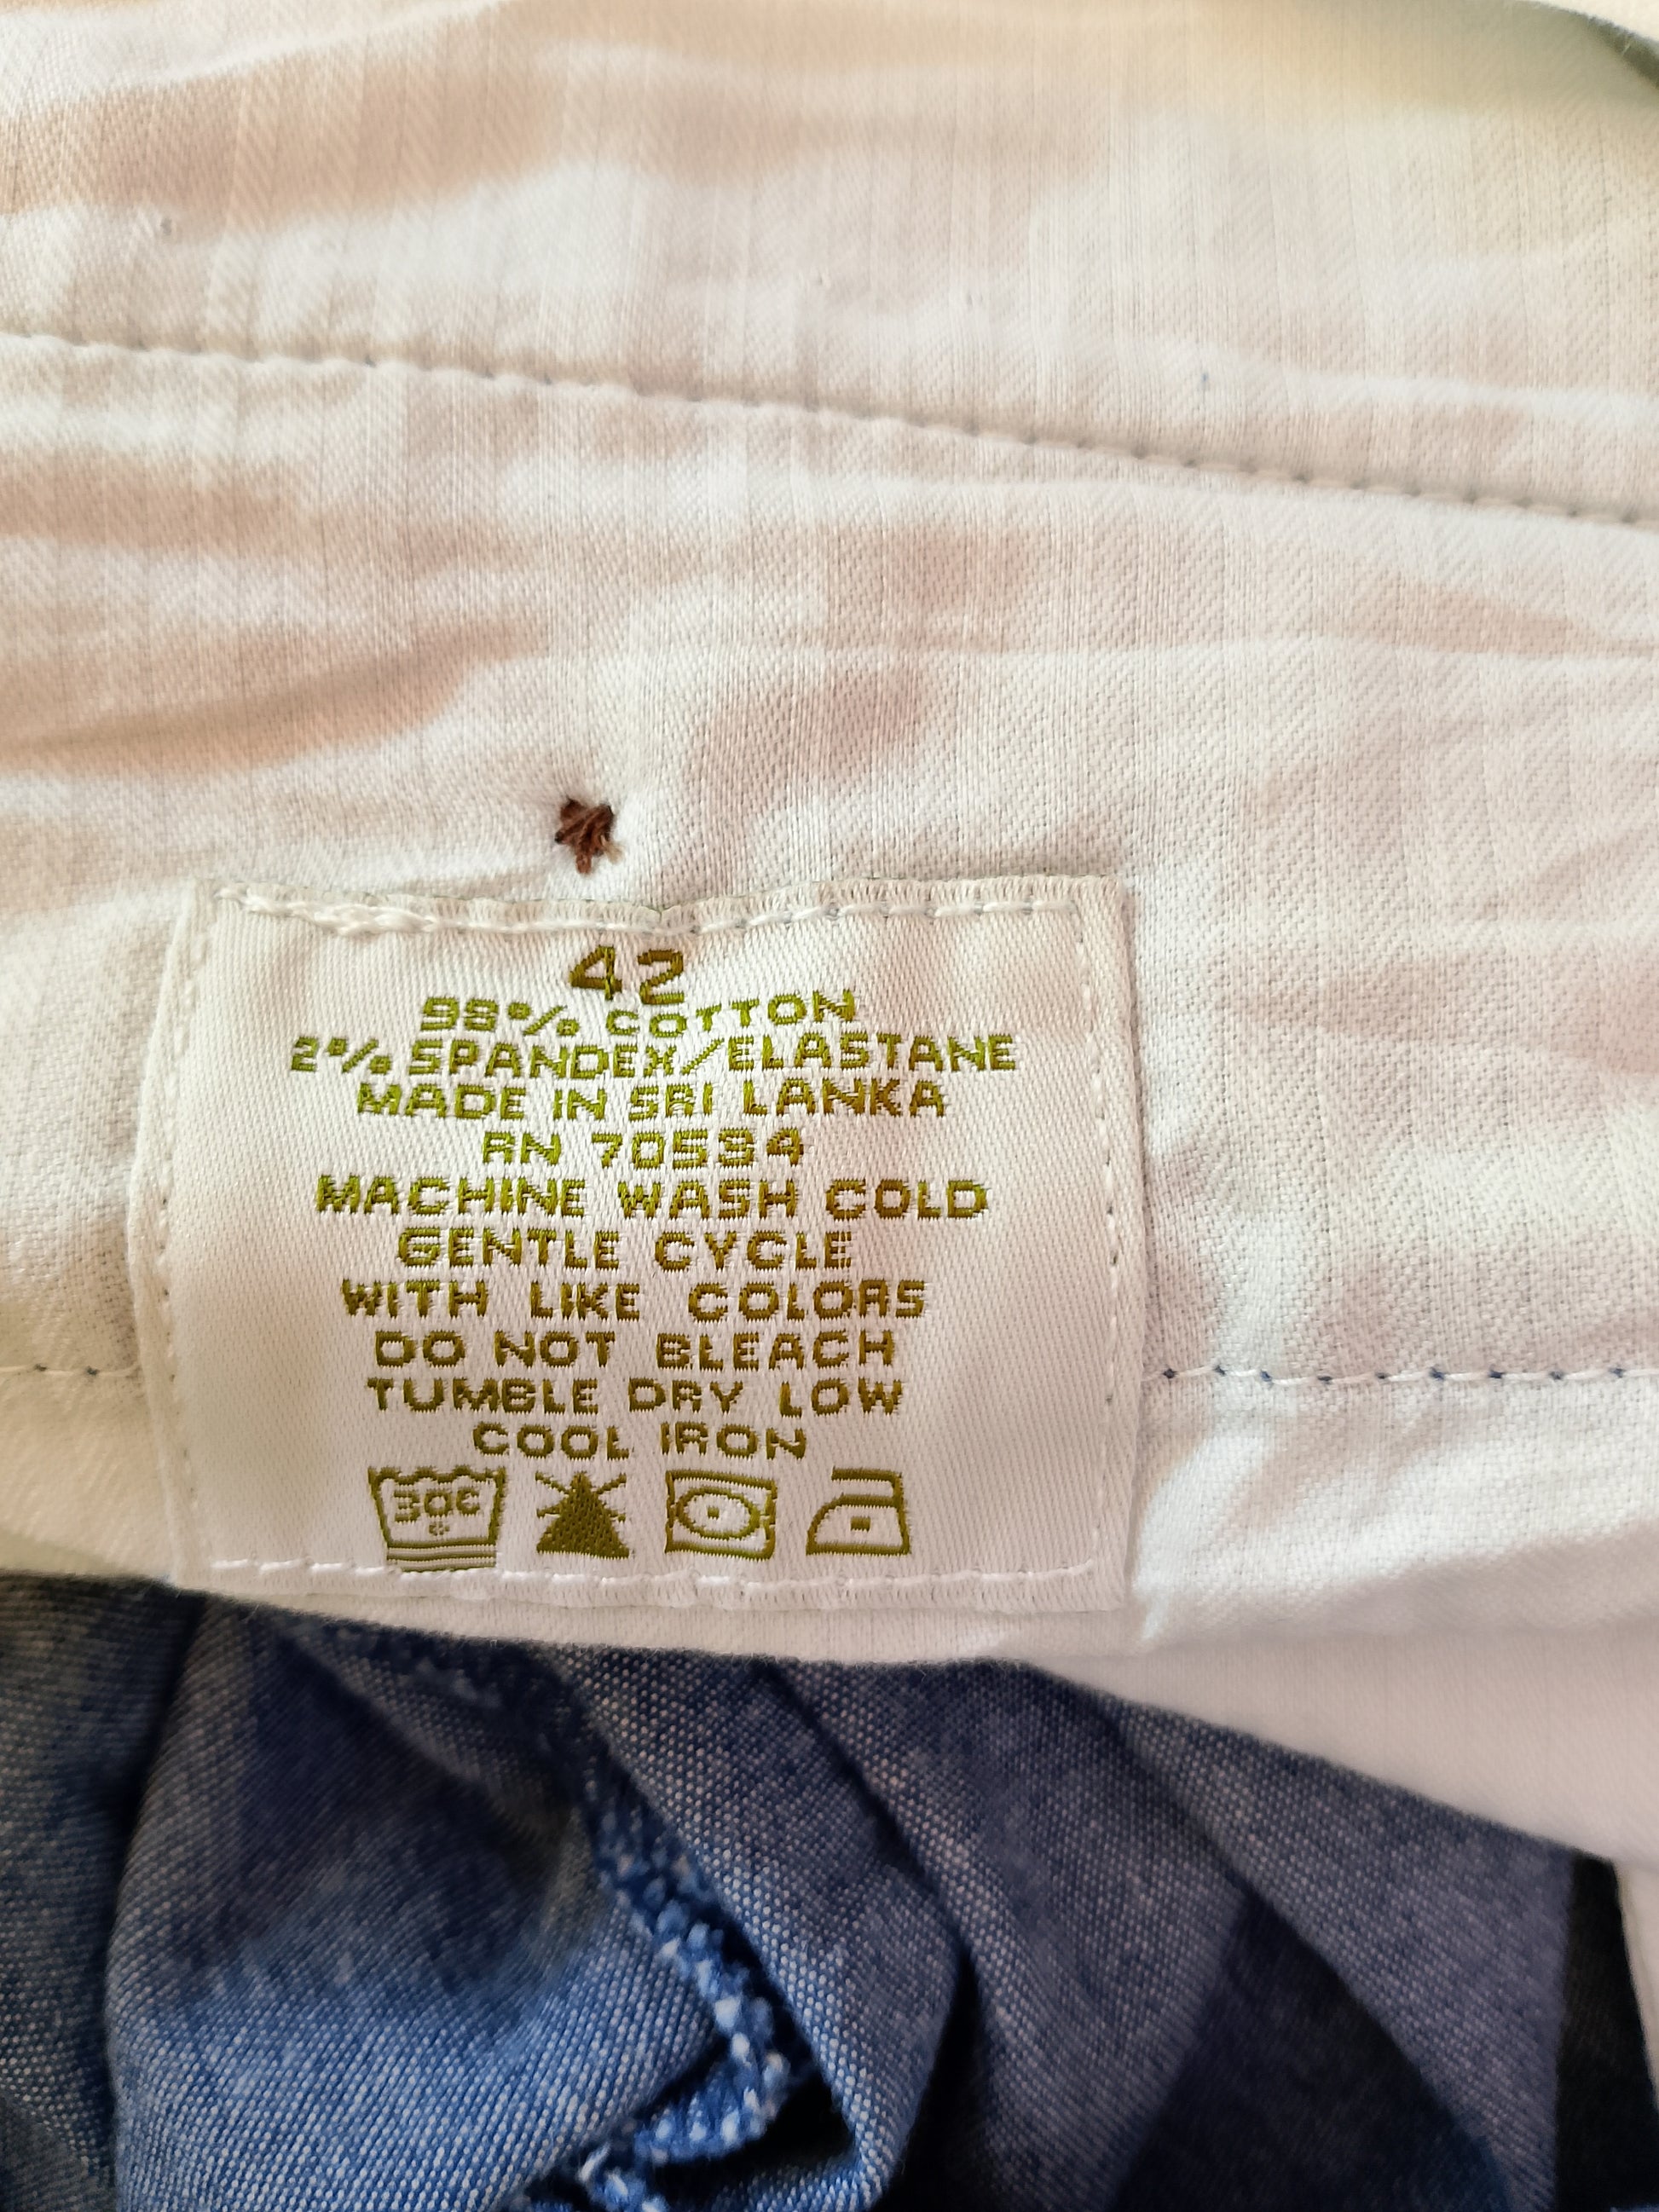 42
98% COTTON
2% SPANDEX/ELASTANE
MADE IN SRI LANKA
RN 70534
MACHINE WASH COLD
GENTLE CYCLE
WITH LIKE COLORS
DO NOT BLEACH
TUMBLE DRY LOW
COOL IRON
30C